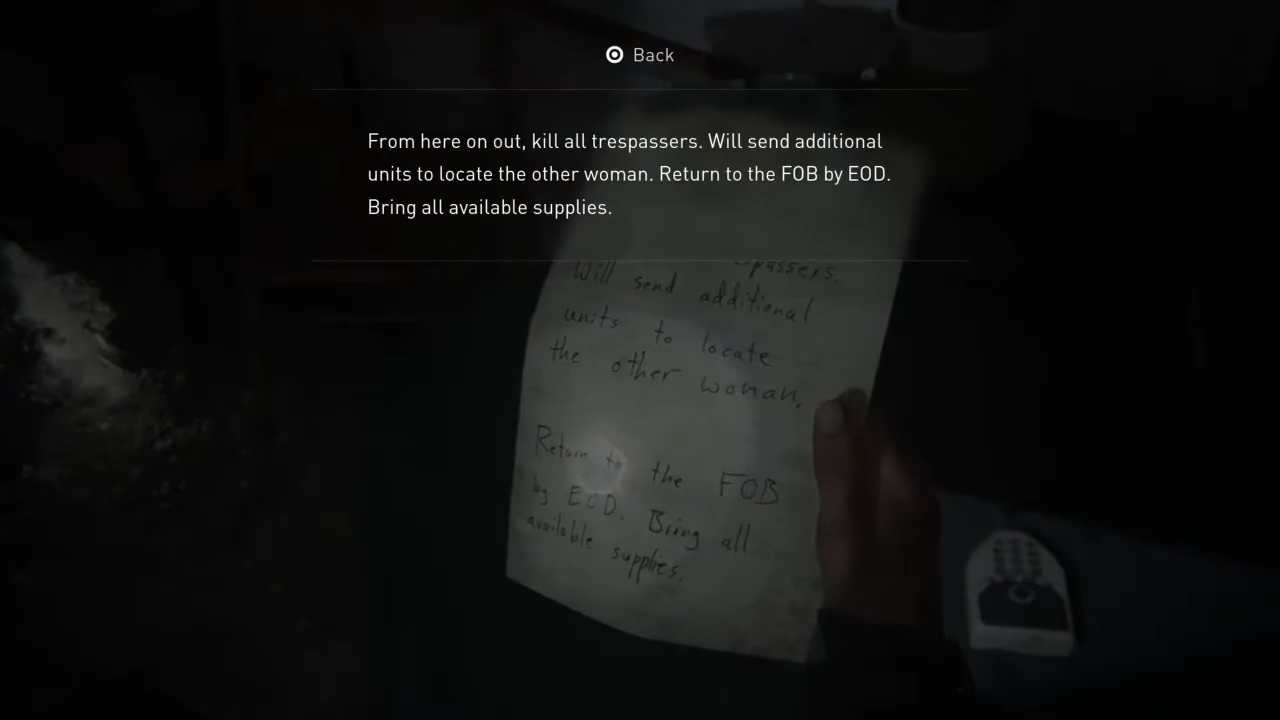 Back
From here on out, kill all trespassers. Will send additional
units to locate the other woman. Return to the FOB by EOD.
Bring all available supplies.
trespassers.
Will send additional
units to locate
the other woman.
Return to the FOB
by EOD. Bring all
available supplies.